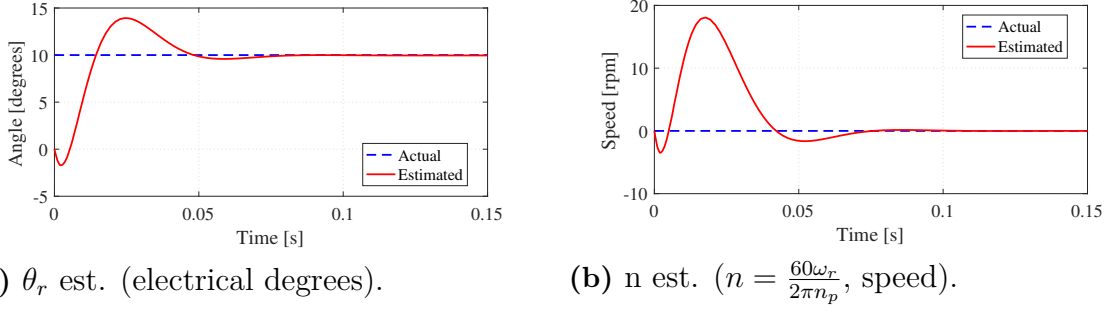 15
10
5
0
-5
Angle [degrees]
Actual
Estimated
0
0.05
0.1
0.15
Time [s]
) θ_r est. (electrical degrees).
20
10
0
-10
Speed [rpm]
Actual
Estimated
0
0.05
0.1
0.15
Time [s]
(b) n est. (n = 60ω_r / 2πn_p, speed).